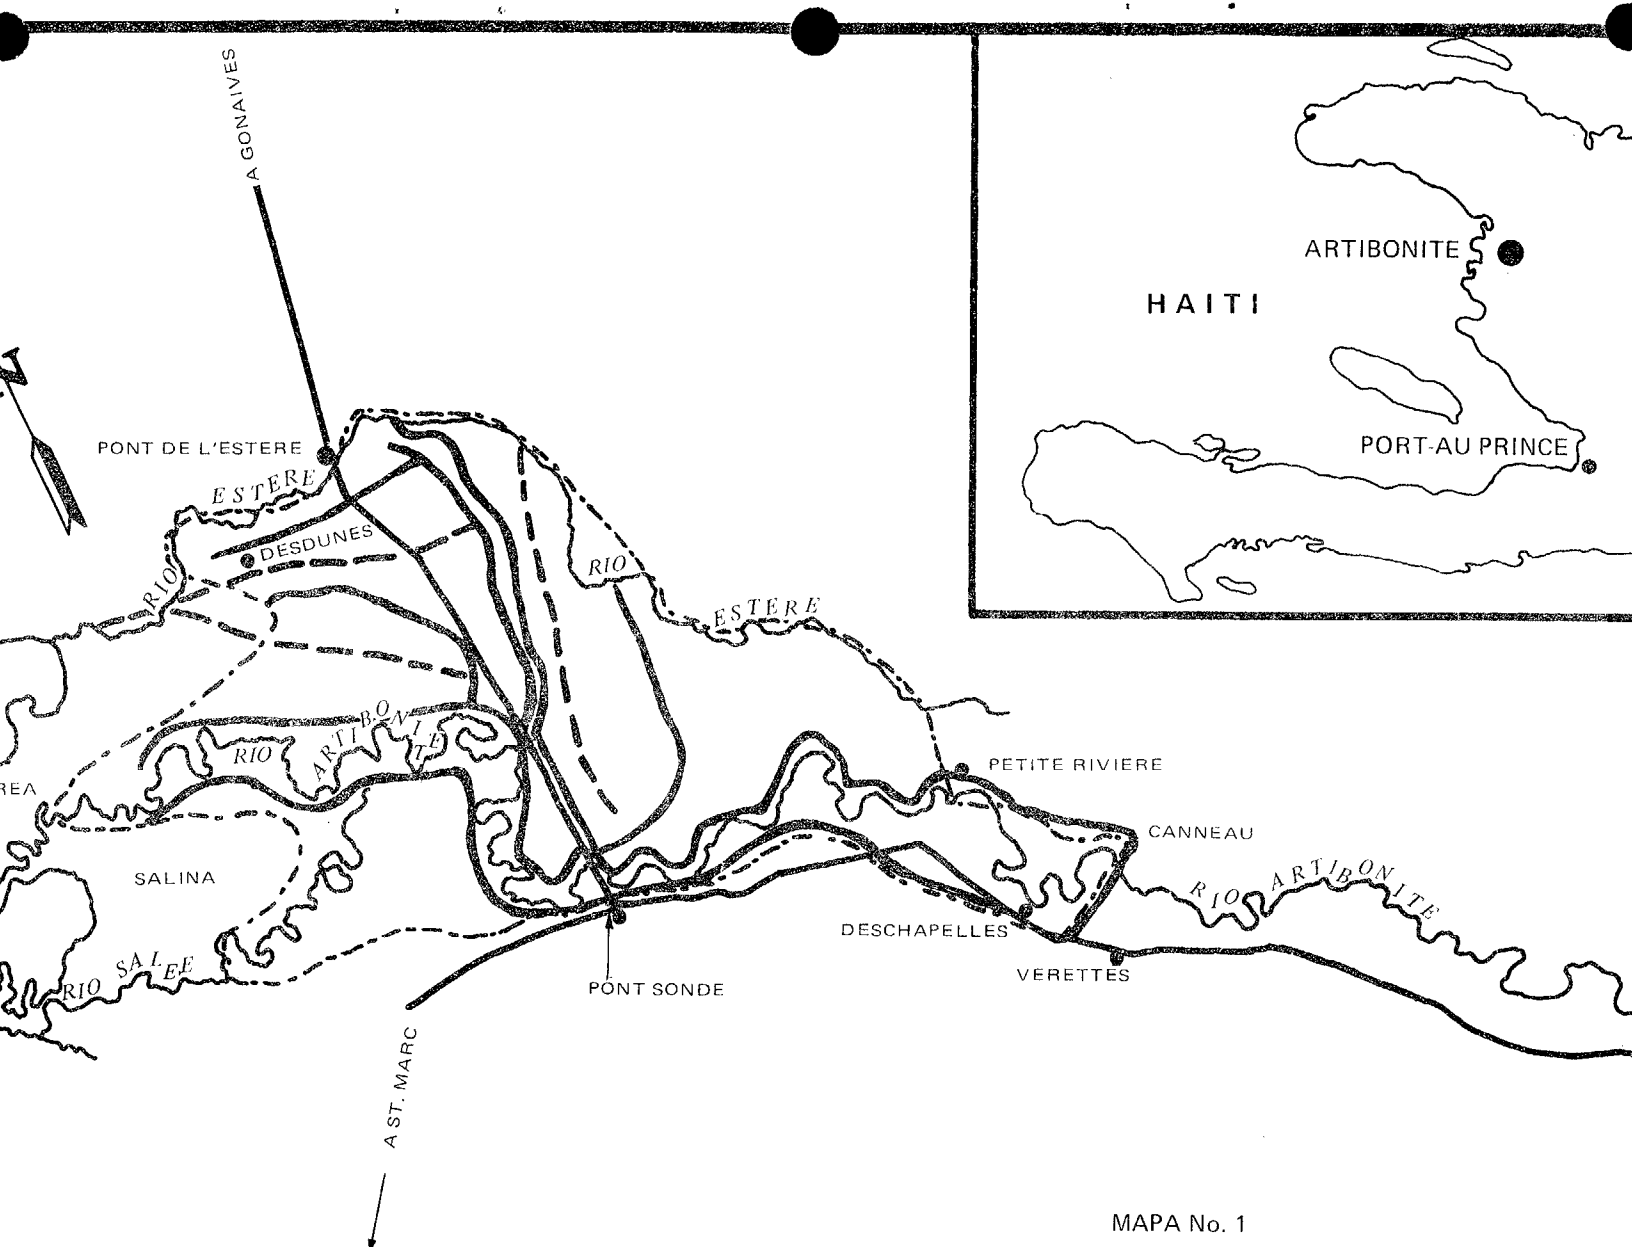 A GONAIVES
ARTIBONITE
HAITI
PORT-AU PRINCE
N
PONT DE L'ESTERE
ESTERE
DESDUNES
RIO
RIO
ESTERE
RIO
ARTIBONITE
PETITE RIVIERE
CANNEAU
RIO ARTIBONITE
SALINA
DESCHAPELLES
VERETTES
RIO SALEE
PONT SONDE
A ST. MARC
MAPA No. 1